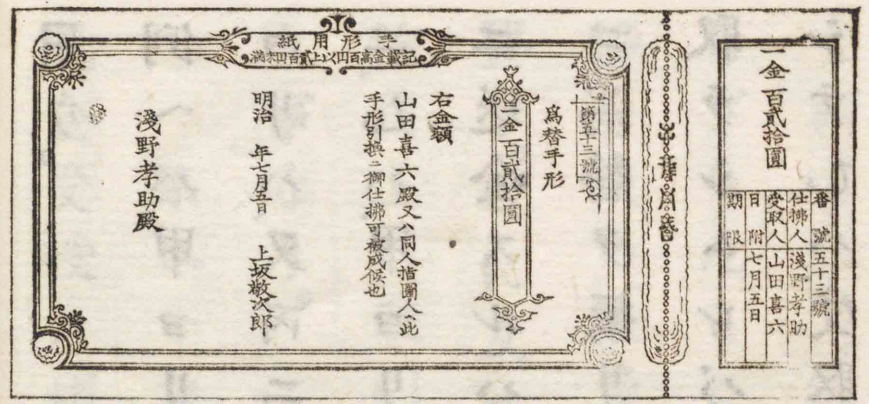 一金百貳拾圓
番號 五十三號
仕拂人 淺野孝助
受取人 山田喜六
日附 七月五日
期限
手形用紙
記載金高百円以上貳百円未滿
第五十三號
爲替手形
一金百貳拾圓
右金額
山田喜六殿又ハ同人指圖人ヘ此
手形引換ニ御仕拂可被成候也
明治 年七月五日
上坂敬次郎
淺野孝助殿